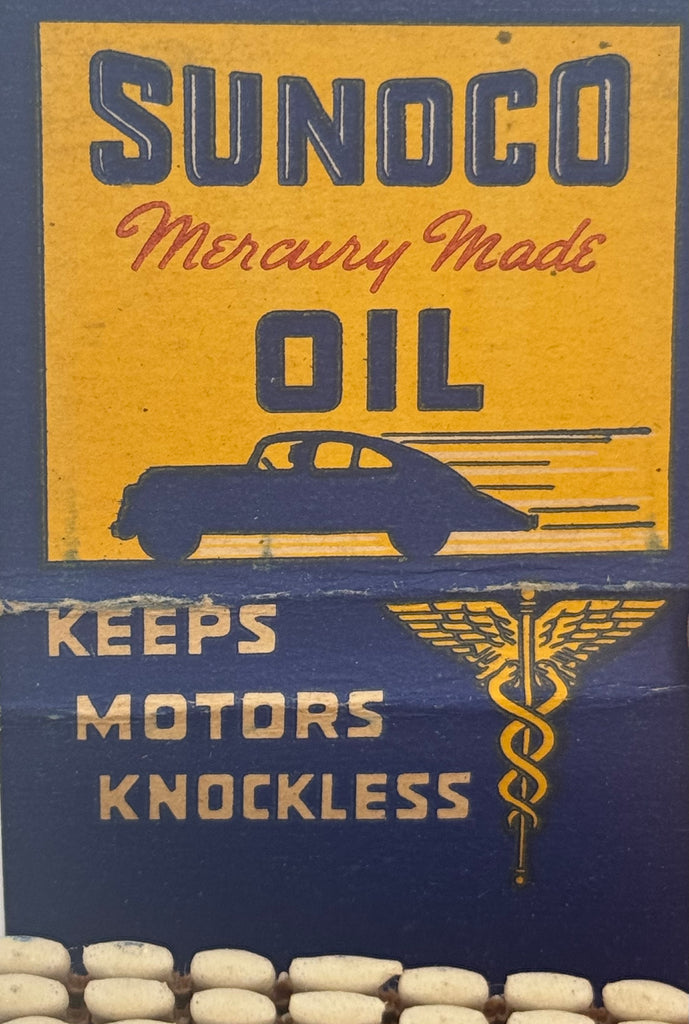 SUNOCO
Mercury Made
OIL
KEEPS
MOTORS
KNOCKLESS